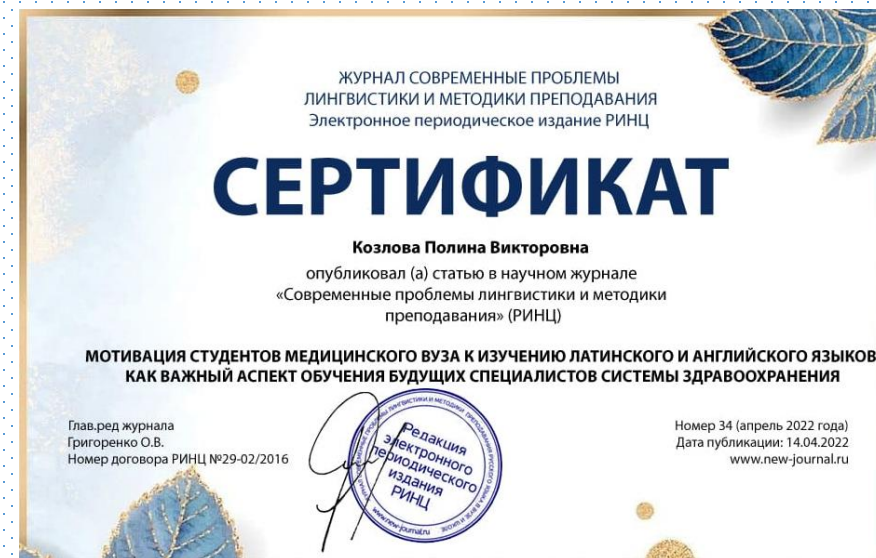 ЖУРНАЛ СОВРЕМЕННЫЕ ПРОБЛЕМЫ
ЛИНГВИСТИКИ И МЕТОДИКИ ПРЕПОДАВАНИЯ
Электронное периодическое издание РИНЦ
СЕРТИФИКАТ
Козлова Полина Викторовна
опубликовал (а) статью в научном журнале
«Современные проблемы лингвистики и методики
преподавания» (РИНЦ)
МОТИВАЦИЯ СТУДЕНТОВ МЕДИЦИНСКОГО ВУЗА К ИЗУЧЕНИЮ ЛАТИНСКОГО И АНГЛИЙСКОГО ЯЗЫКОВ
КАК ВАЖНЫЙ АСПЕКТ ОБУЧЕНИЯ БУДУЩИХ СПЕЦИАЛИСТОВ СИСТЕМЫ ЗДРАВООХРАНЕНИЯ
Глав.ред журнала
Григоренко О.В.
Номер договора РИНЦ №29-02/2016
Редакция
электронного
периодического
издания
РИНЦ
www.new-journal.ru
Номер 34 (апрель 2022 года)
Дата публикации: 14.04.2022
www.new-journal.ru